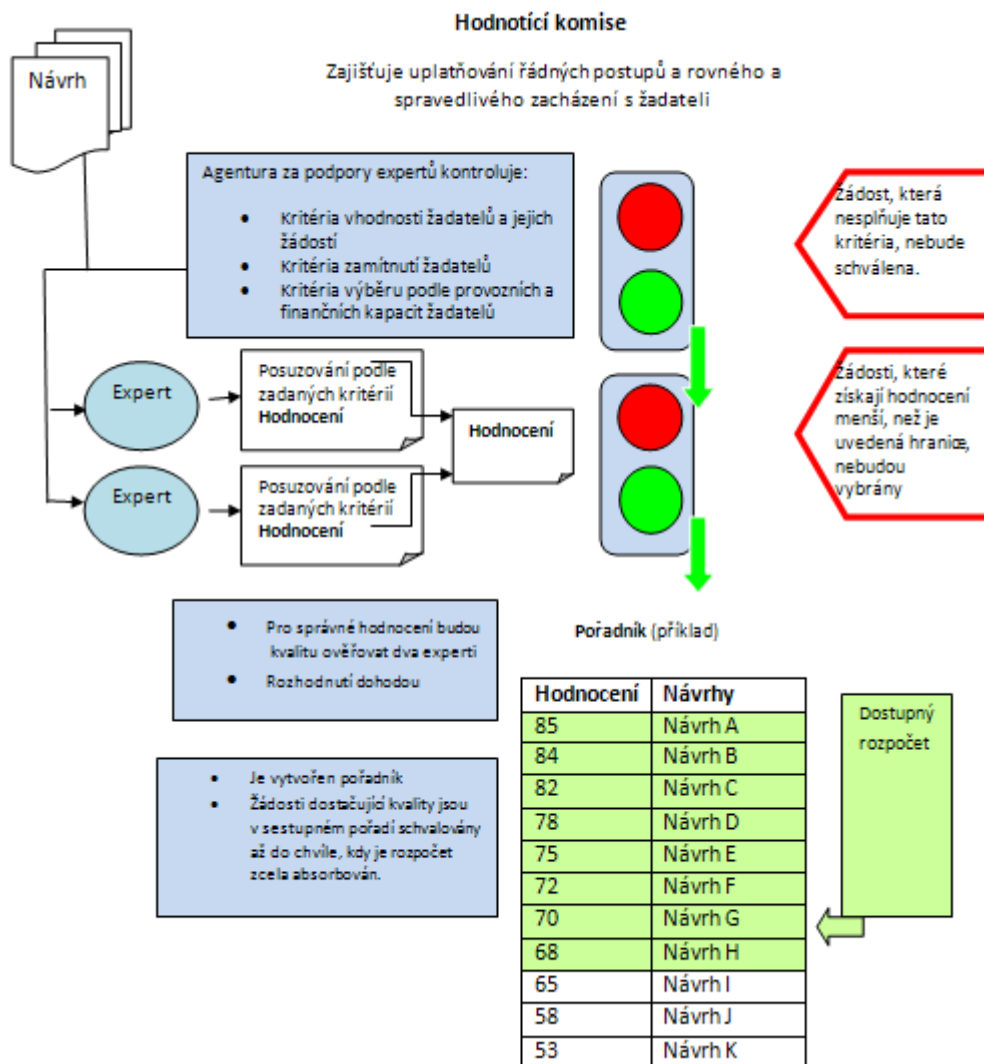 Hodnotící komise
Zajišťuje uplatňování řádných postupů a rovného a
spravedlivého zacházení s žadateli
Návrh
Agentura za podpory expertů kontroluje:
• Kritéria vhodnosti žadatelů a jejich
žádostí
• Kritéria zamítnutí žadatelů
• Kritéria výběru podle provozních a
finančních kapacit žadatelů
Žádost, která
nesplňuje tato
kritéria, nebude
schválena.
Expert
Posuzování podle
zadaných kritérií
Hodnocení
Hodnocení
Expert
Posuzování podle
zadaných kritérií
Hodnocení
Žádosti, které
získají hodnocení
menší, než je
uvedená hranice,
nebudou
vybrány
• Pro správné hodnocení budou
kvalitu ověřovat dva experti
• Rozhodnutí dohodou
• Je vytvořen pořadník
• Žádosti dostačující kvality jsou
v sestupném pořadí schvalovány
až do chvíle, kdy je rozpočet
zcela absorbován.
Pořadník (příklad)
Hodnocení Návrhy
85 Návrh A
84 Návrh B
82 Návrh C
78 Návrh D
75 Návrh E
72 Návrh F
70 Návrh G
68 Návrh H
65 Návrh I
58 Návrh J
53 Návrh K
Dostupný
rozpočet